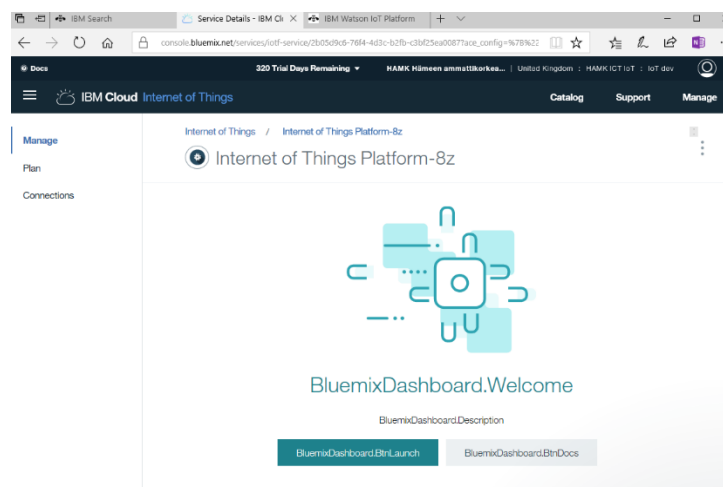 IBM Search
Service Details - IBM Cl
IBM Watson IoT Platform
console.bluemix.net/services/iotf-service/2b05d9c6-76f4-4d3c-b2fb-c3bf25ea0087?ace_config=%7B%22
Docs
320 Trial Days Remaining
HAMK Hämeen ammattikorkea... | United Kingdom : HAMK ICT IoT : IoT dev
IBM Cloud Internet of Things
Catalog Support Manage
Manage
Plan
Connections
Internet of Things / Internet of Things Platform-8z
Internet of Things Platform-8z
BluemixDashboard.Welcome
BluemixDashboard.Description
BluemixDashboard.BtnLaunch
BluemixDashboard.BtnDocs